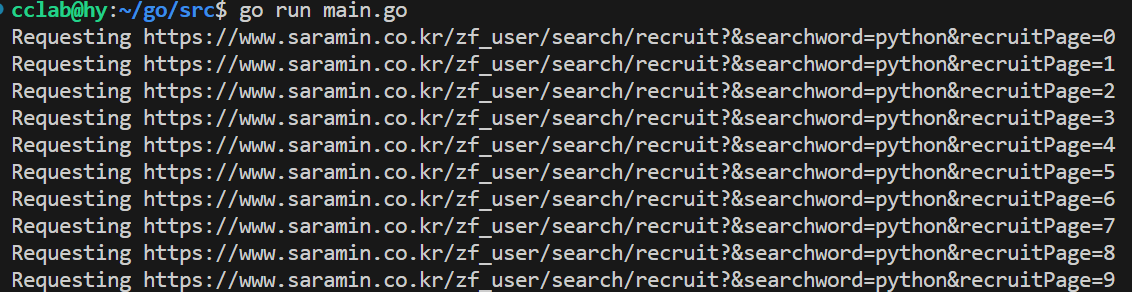 cclab@hy:~/go/src$ go run main.go
Requesting https://www.saramin.co.kr/zf_user/search/recruit?&searchword=python&recruitPage=0
Requesting https://www.saramin.co.kr/zf_user/search/recruit?&searchword=python&recruitPage=1
Requesting https://www.saramin.co.kr/zf_user/search/recruit?&searchword=python&recruitPage=2
Requesting https://www.saramin.co.kr/zf_user/search/recruit?&searchword=python&recruitPage=3
Requesting https://www.saramin.co.kr/zf_user/search/recruit?&searchword=python&recruitPage=4
Requesting https://www.saramin.co.kr/zf_user/search/recruit?&searchword=python&recruitPage=5
Requesting https://www.saramin.co.kr/zf_user/search/recruit?&searchword=python&recruitPage=6
Requesting https://www.saramin.co.kr/zf_user/search/recruit?&searchword=python&recruitPage=7
Requesting https://www.saramin.co.kr/zf_user/search/recruit?&searchword=python&recruitPage=8
Requesting https://www.saramin.co.kr/zf_user/search/recruit?&searchword=python&recruitPage=9